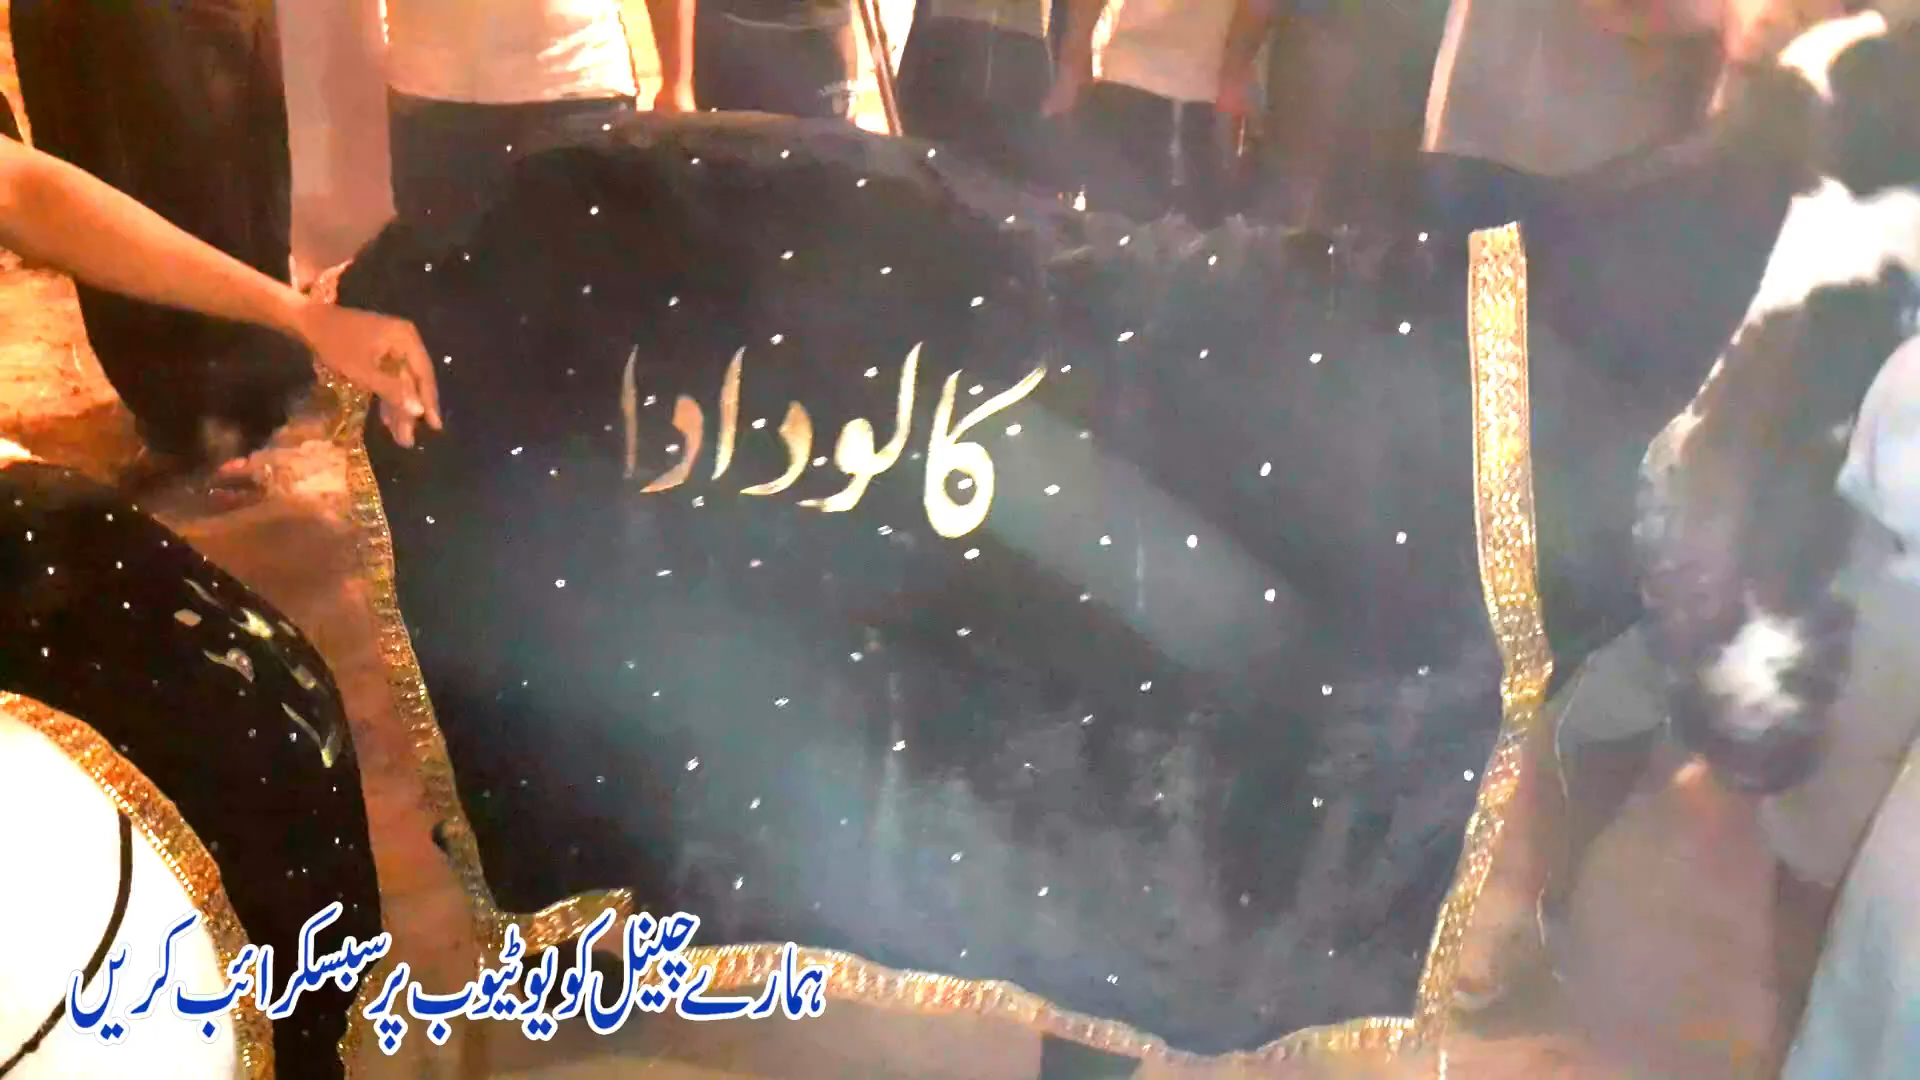 کالو دادا
ہمارے چینل کو یوٹیوب پر سبسکرائب کریں